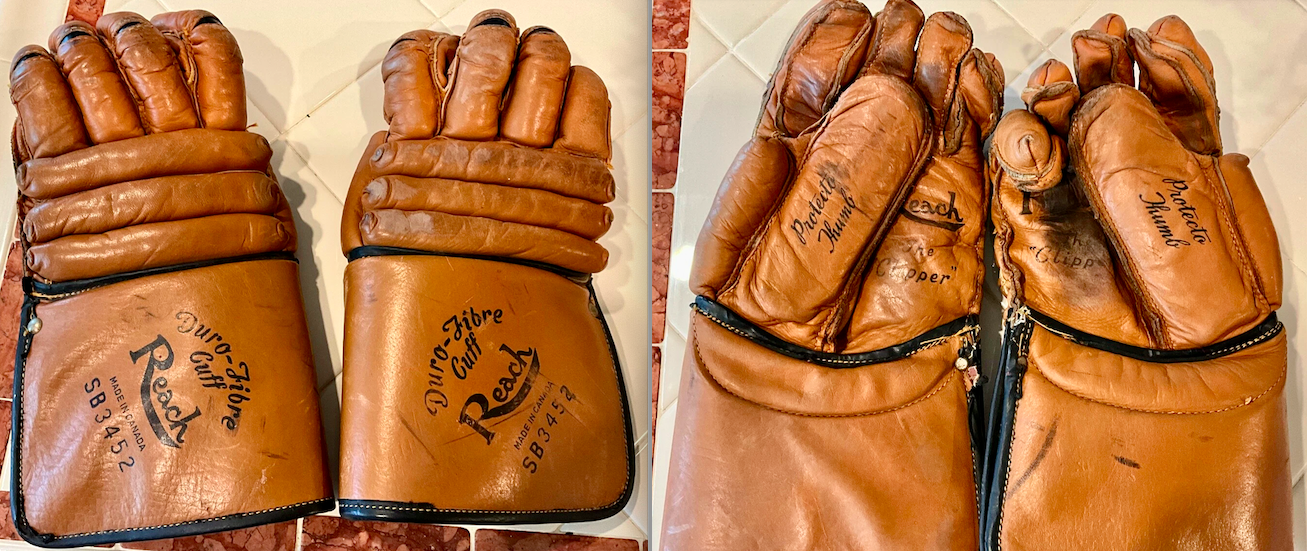 Duro-Fibre
Cuff
Reach
MADE IN CANADA
SB3452
Duro-Fibre
Cuff
Reach
MADE IN CANADA
SB3452
Protecto
Thumb
Reach
The
"Clipper"
Protecto
Thumb
"Clipp